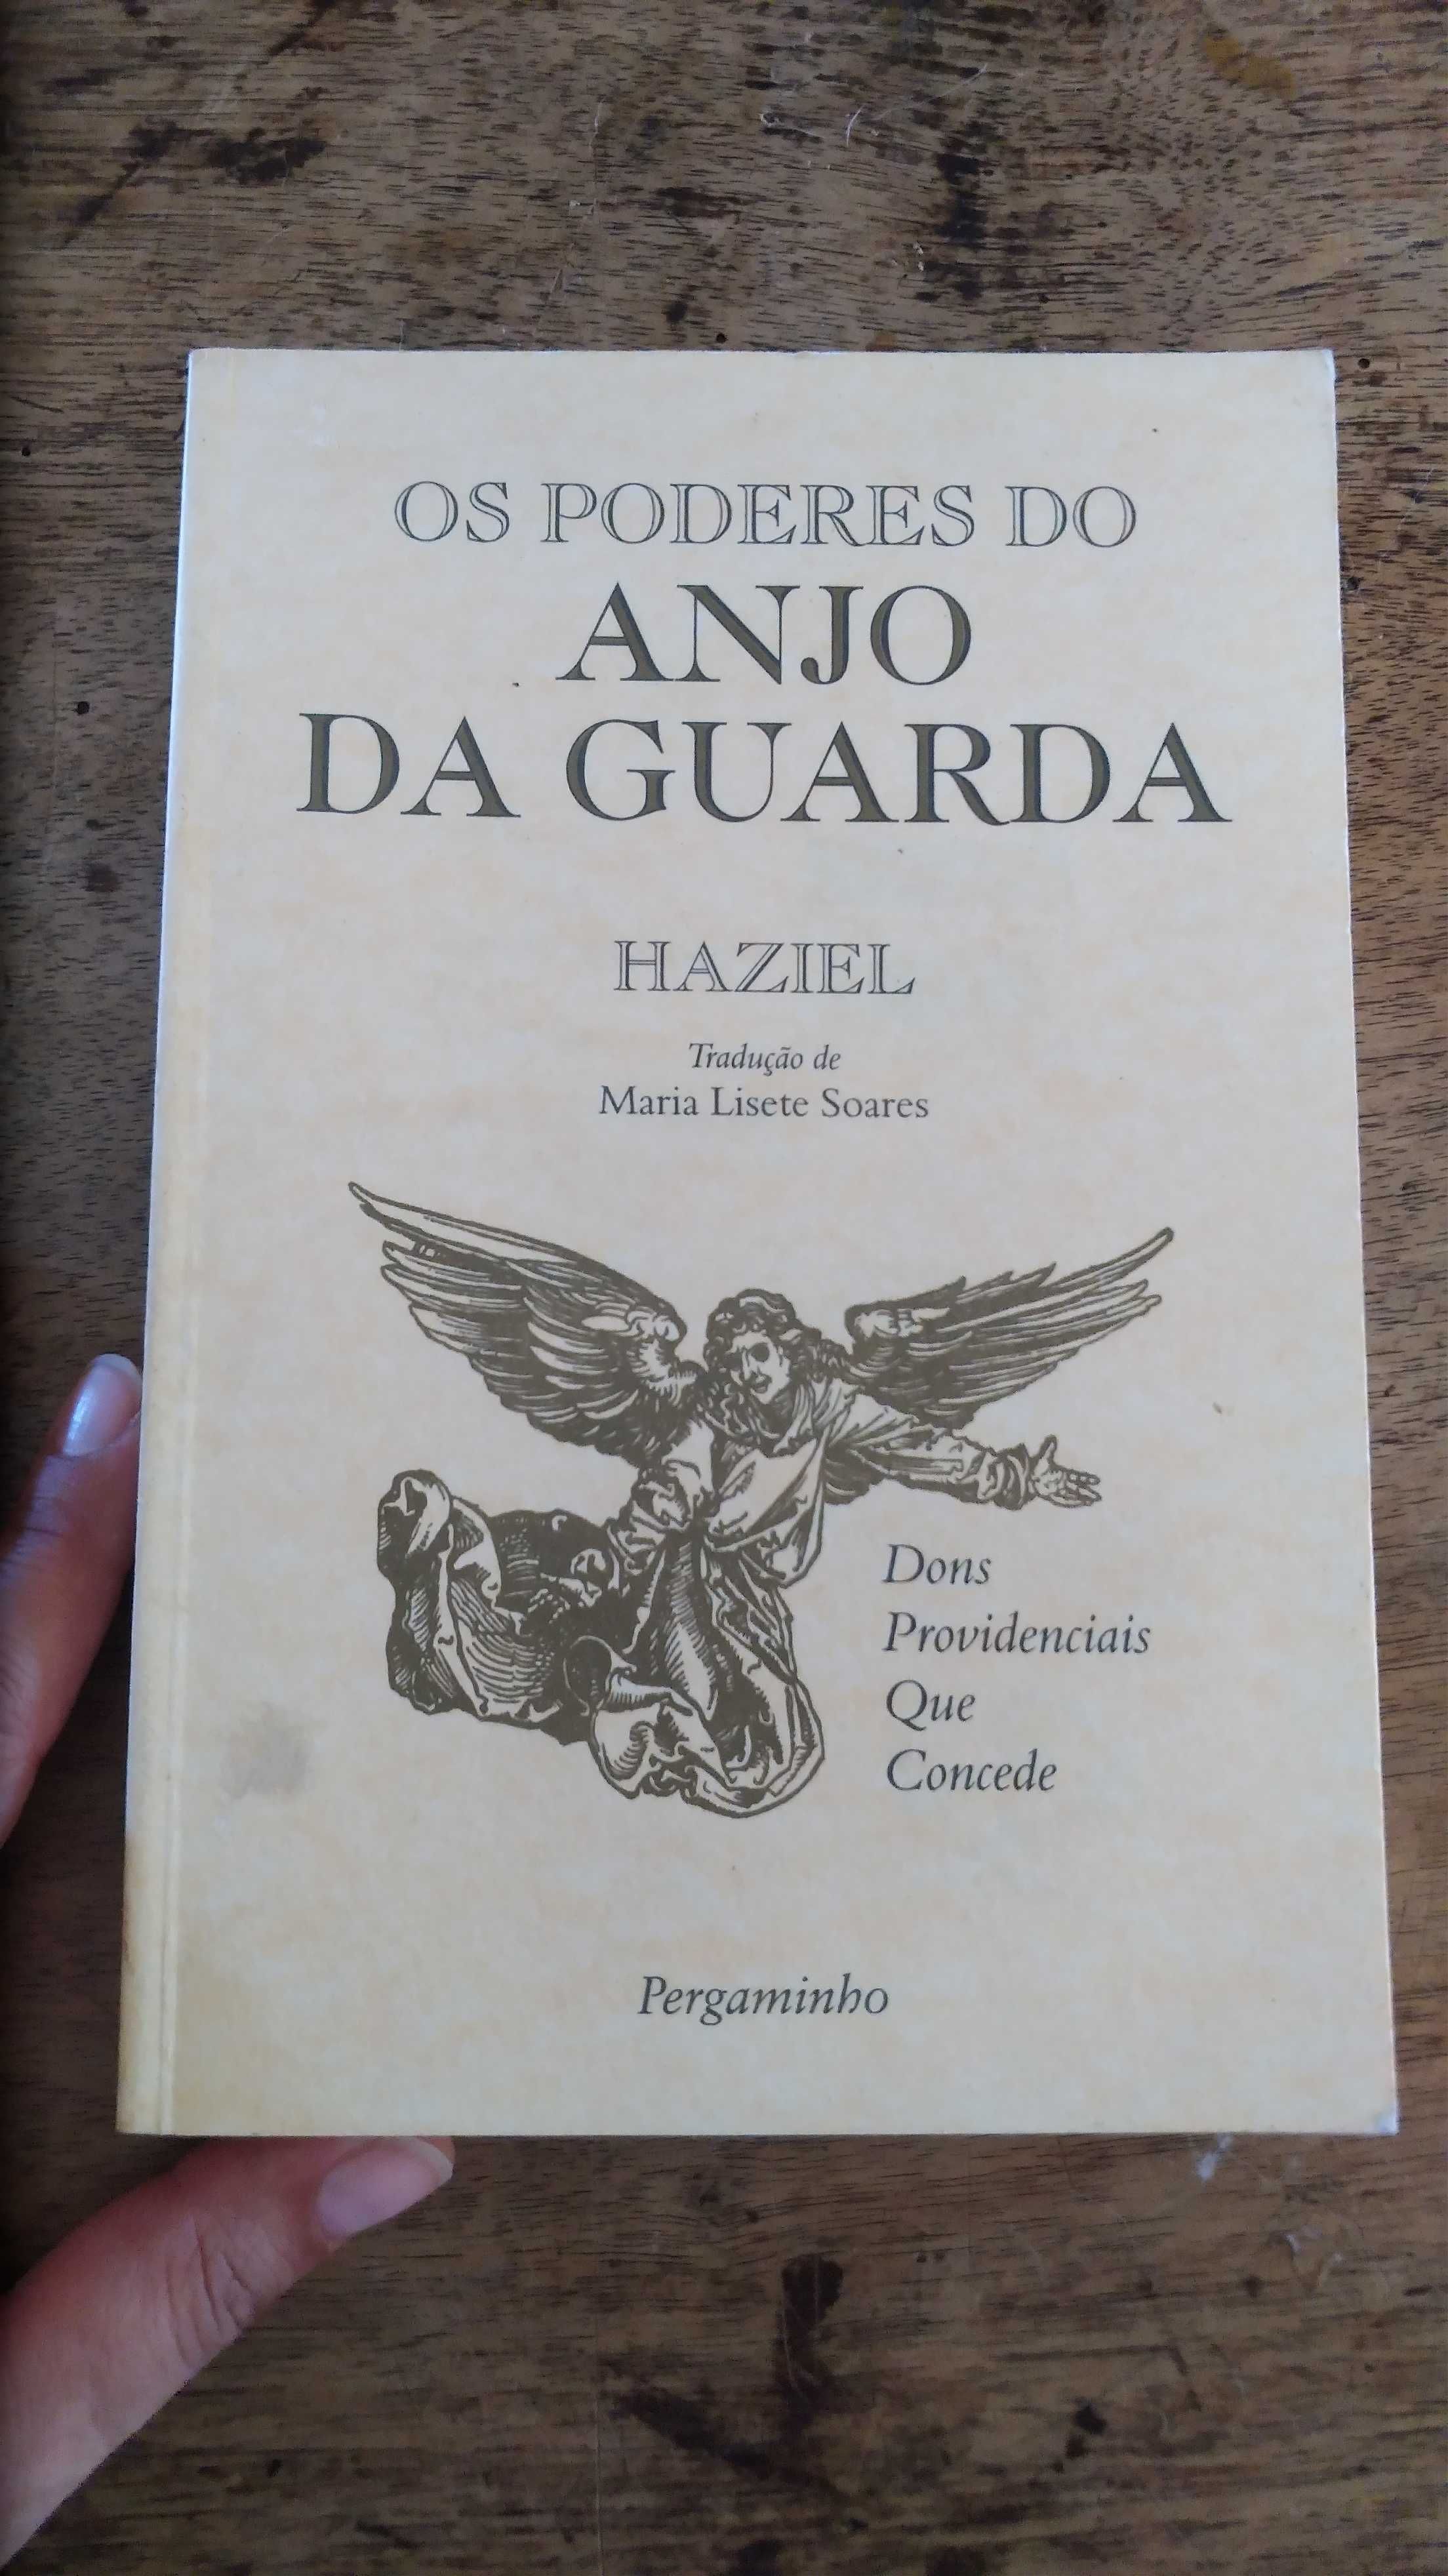 OS PODERES DO
ANJO
DA GUARDA
HAZIEL
Tradução de
Maria Lisete Soares
Dons
Providenciais
Que
Concede
Pergaminho